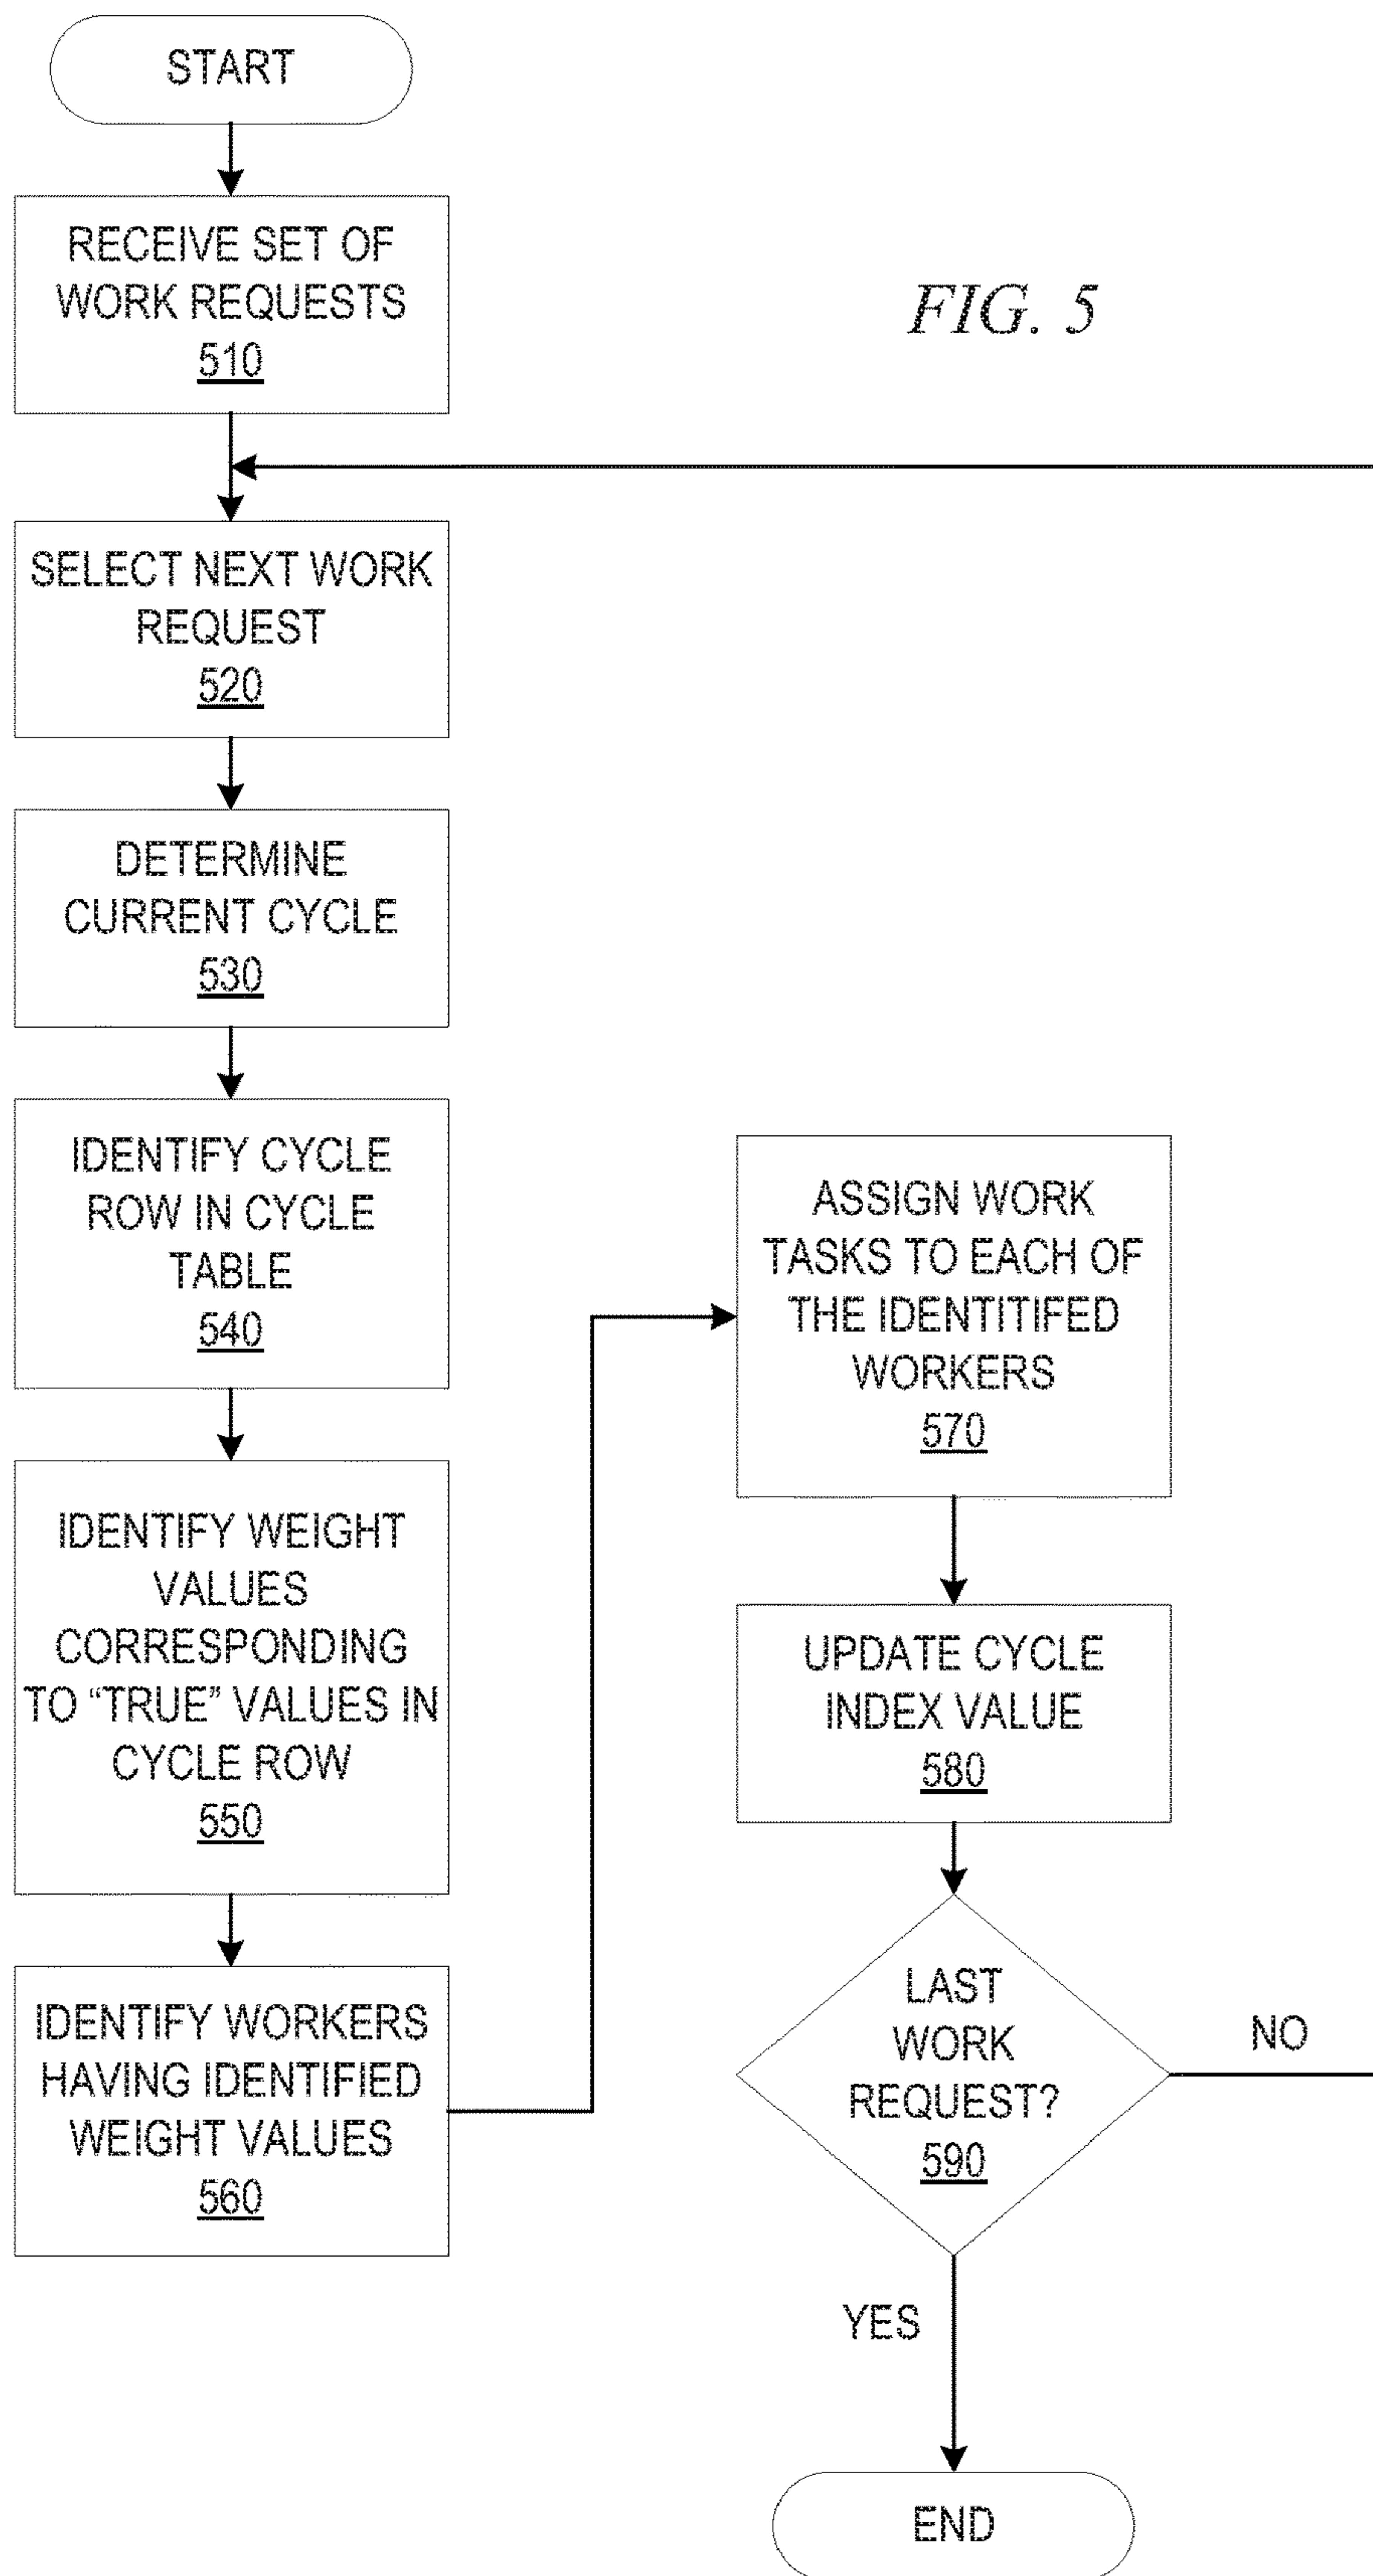 START
RECEIVE SET OF
WORK REQUESTS
510
FIG. 5
SELECT NEXT WORK
REQUEST
520
DETERMINE
CURRENT CYCLE
530
IDENTIFY CYCLE
ROW IN CYCLE
TABLE
540
IDENTIFY WEIGHT
VALUES
CORRESPONDING
TO “TRUE” VALUES IN
CYCLE ROW
550
IDENTIFY WORKERS
HAVING IDENTIFIED
WEIGHT VALUES
560
ASSIGN WORK
TASKS TO EACH OF
THE IDENTITIFED
WORKERS
570
UPDATE CYCLE
INDEX VALUE
580
LAST
WORK
REQUEST?
590
NO
YES
END